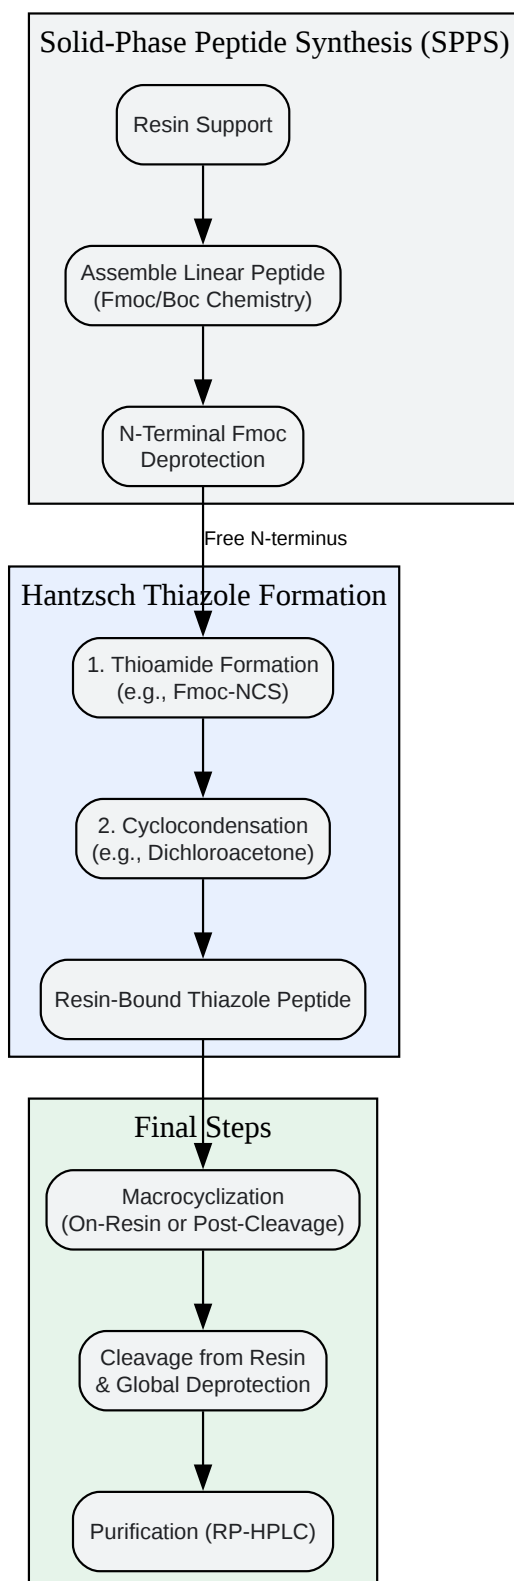 Solid-Phase Peptide Synthesis (SPPS)
Resin Support
Assemble Linear Peptide
(Fmoc/Boc Chemistry)
N-Terminal Fmoc
Deprotection
Free N-terminus
Hantzsch Thiazole Formation
1. Thioamide Formation
(e.g., Fmoc-NCS)
2. Cyclocondensation
(e.g., Dichloroacetone)
Resin-Bound Thiazole Peptide
Final Steps
Macrocyclization
(On-Resin or Post-Cleavage)
Cleavage from Resin
& Global Deprotection
Purification (RP-HPLC)